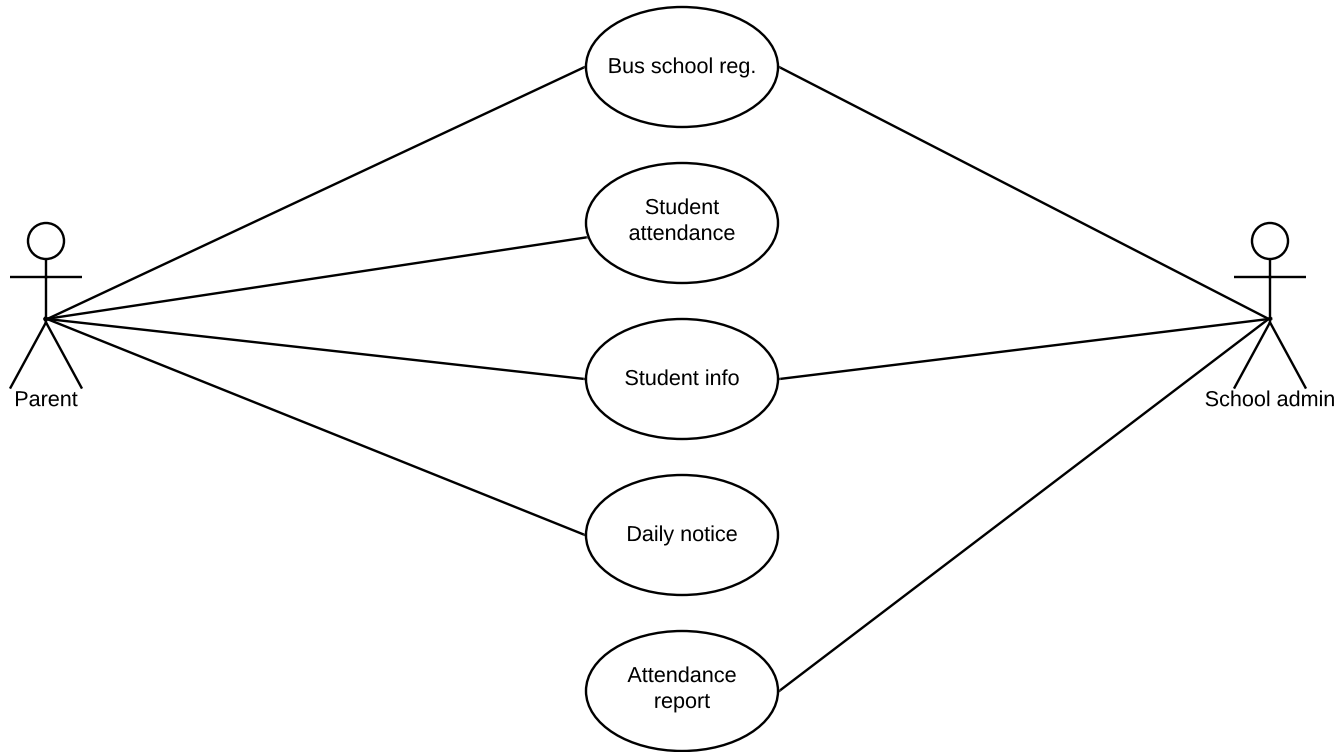 Bus school reg.
Student
attendance
Parent
Student info
School admin
Daily notice
Attendance
report